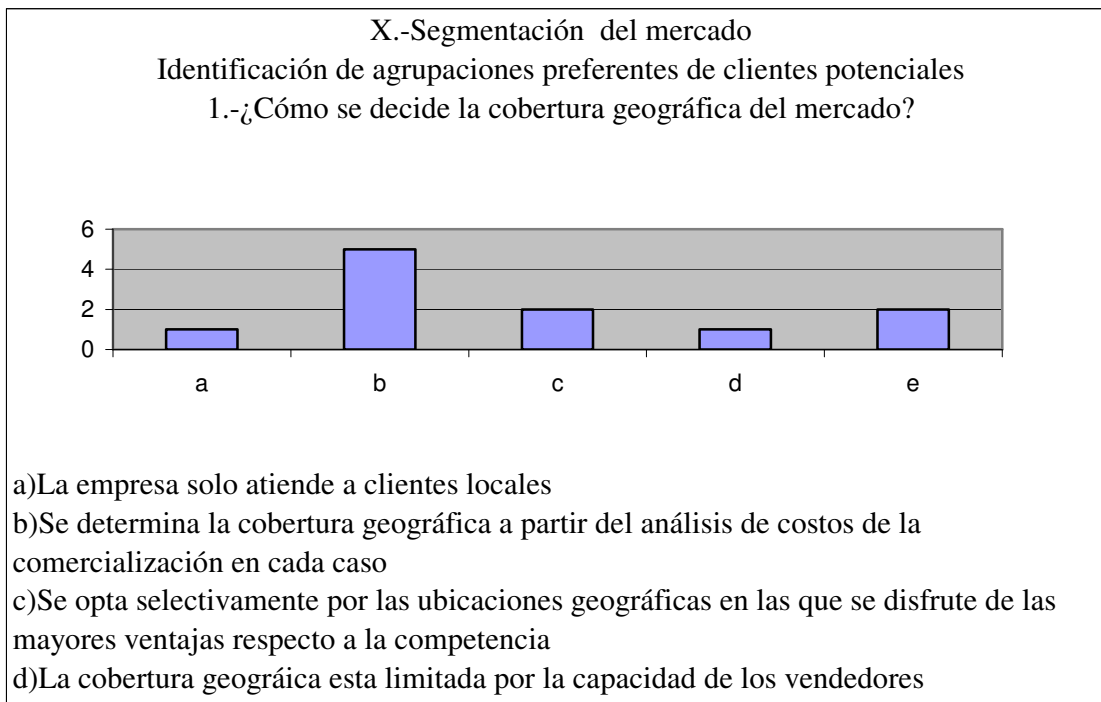 X.-Segmentación del mercado
Identificación de agrupaciones preferentes de clientes potenciales
1.-¿Cómo se decide la cobertura geográfica del mercado?
6
4
2
0
a b c d e
a)La empresa solo atiende a clientes locales
b)Se determina la cobertura geográfica a partir del análisis de costos de la
comercialización en cada caso
c)Se opta selectivamente por las ubicaciones geográficas en las que se disfrute de las
mayores ventajas respecto a la competencia
d)La cobertura geográica esta limitada por la capacidad de los vendedores